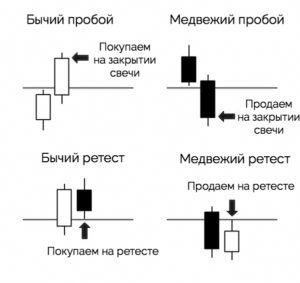 Бычий пробой
Медвежий пробой
Покупаем
на закрытии
свечи
Продаем
на закрытии
свечи
Бычий ретест
Медвежий ретест
Продаем на ретесте
Покупаем на ретесте